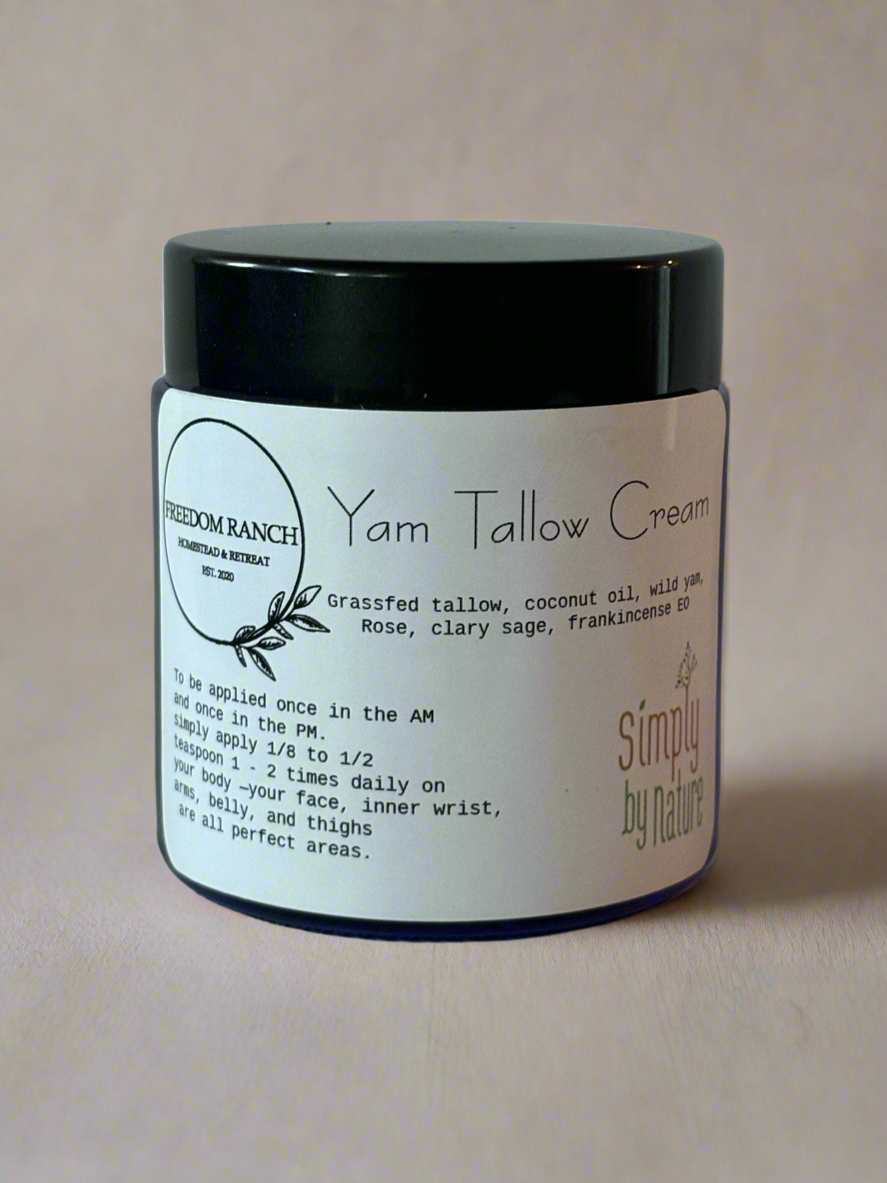 FREEDOM RANCH
HOMESTEAD & RETREAT
EST. 2020
Yam Tallow Cream
Grassfed tallow, coconut oil, wild yam,
Rose, clary sage, frankincense EO
To be applied once in the AM
and once in the PM.
simply apply 1/8 to 1/2
teaspoon 1 - 2 times daily on
your body —your face, inner wrist,
arms, belly, and thighs
are all perfect areas.
simply
by nature